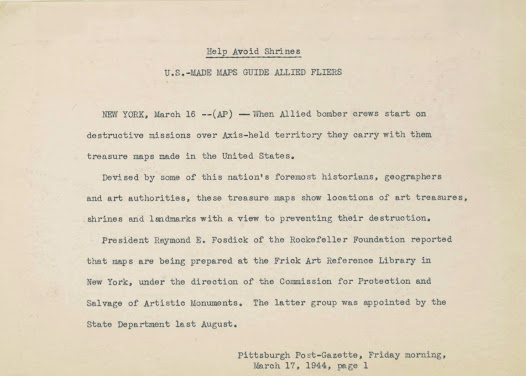 Help Avoid Shrines
U.S.-MADE MAPS GUIDE ALLIED FLIERS
NEW YORK, March 16 --(AP) — When Allied bomber crews start on
destructive missions over Axis-held territory they carry with them
treasure maps made in the United States.
Devised by some of this nation's foremost historians, geographers
and art authorities, these treasure maps show locations of art treasures,
shrines and landmarks with a view to preventing their destruction.
President Raymond E. Fosdick of the Rockefeller Foundation reported
that maps are being prepared at the Frick Art Reference Library in
New York, under the direction of the Commission for Protection and
Salvage of Artistic Monuments. The latter group was appointed by the
State Department last August.
Pittsburgh Post-Gazette, Friday morning,
March 17, 1944, page 1